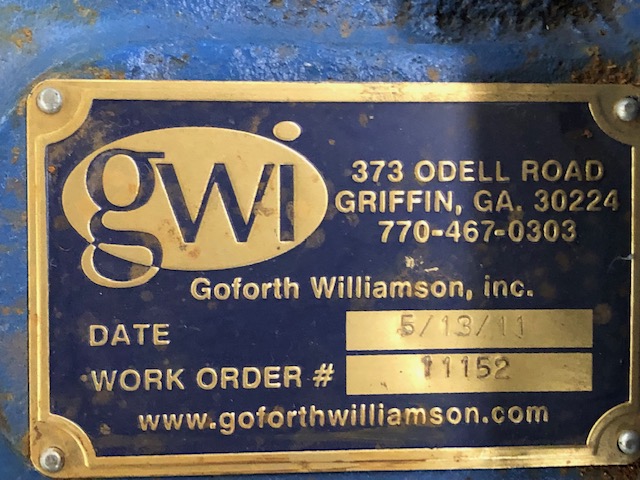 gwi
373 ODELL ROAD
GRIFFIN, GA. 30224
770-467-0303
Goforth Williamson, inc.
DATE 5/13/11
WORK ORDER # 11152
www.goforthwilliamson.com